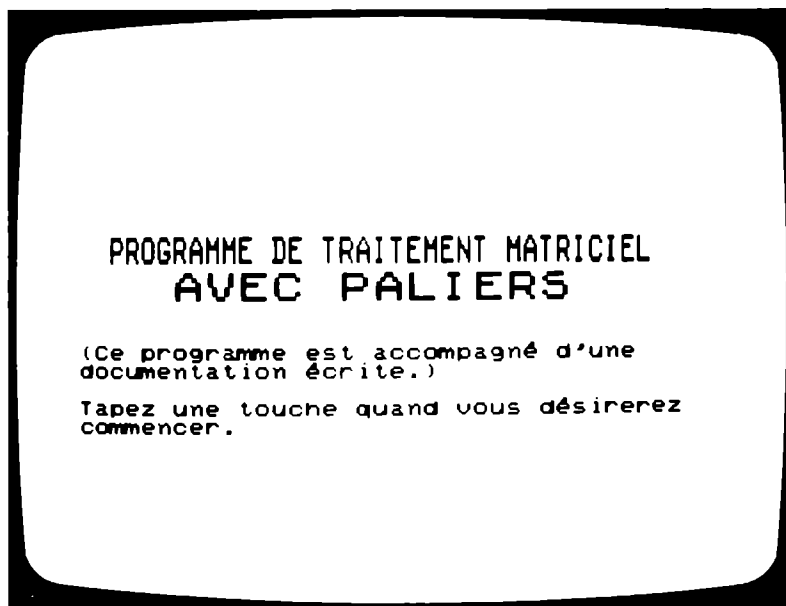 PROGRAMME DE TRAITEMENT MATRICIEL
AVEC PALIERS
(Ce programme est accompagné d'une
documentation écrite.)
Tapez une touche quand vous désirerez
commencer.